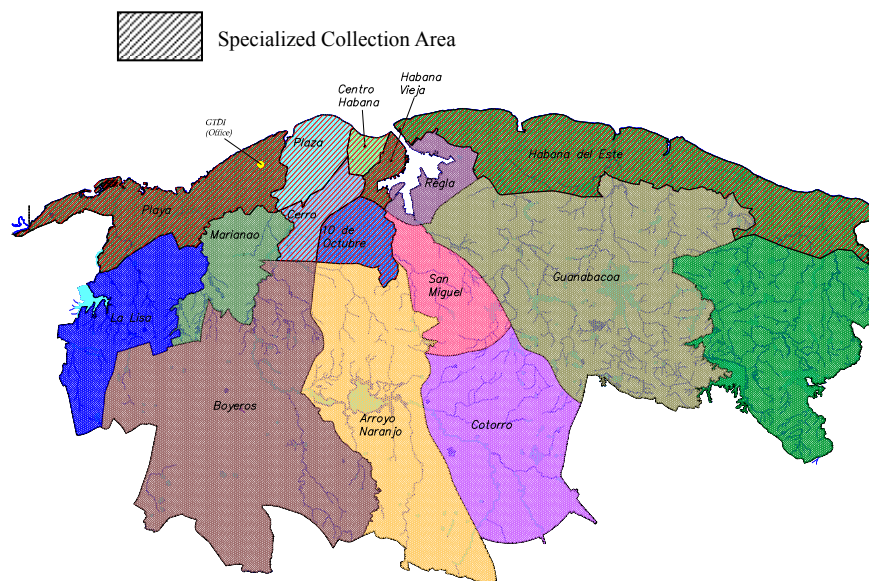 Specialized Collection Area
Habana
Vieja
Centro
Habana
GTDI
(Office)
Plaza
Habana del Este
Regla
Playa
Cerro
Marianao
10 de
Octubre
San
Miguel
Guanabacoa
La Lisa
Boyeros
Arroyo
Naranjo
Cotorro